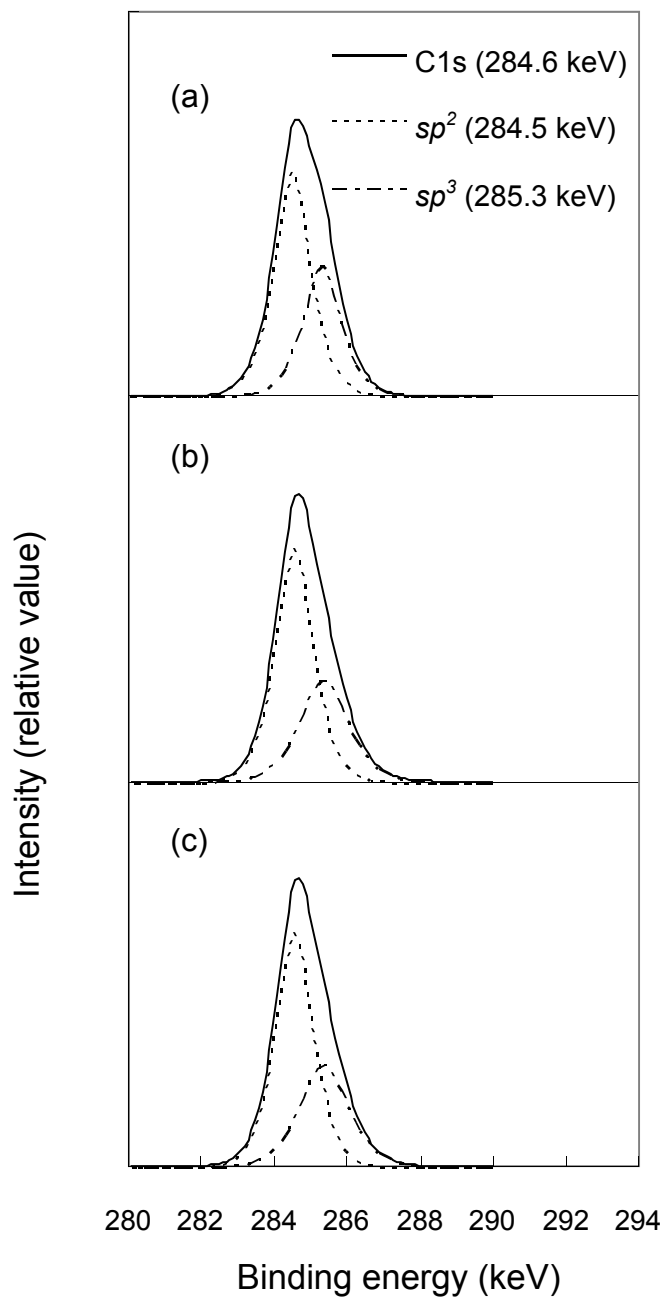 C1s (284.6 keV)
(a)
sp² (284.5 keV)
sp³ (285.3 keV)
(b)
(c)
Intensity (relative value)
280 282 284 286 288 290 292 294
Binding energy (keV)